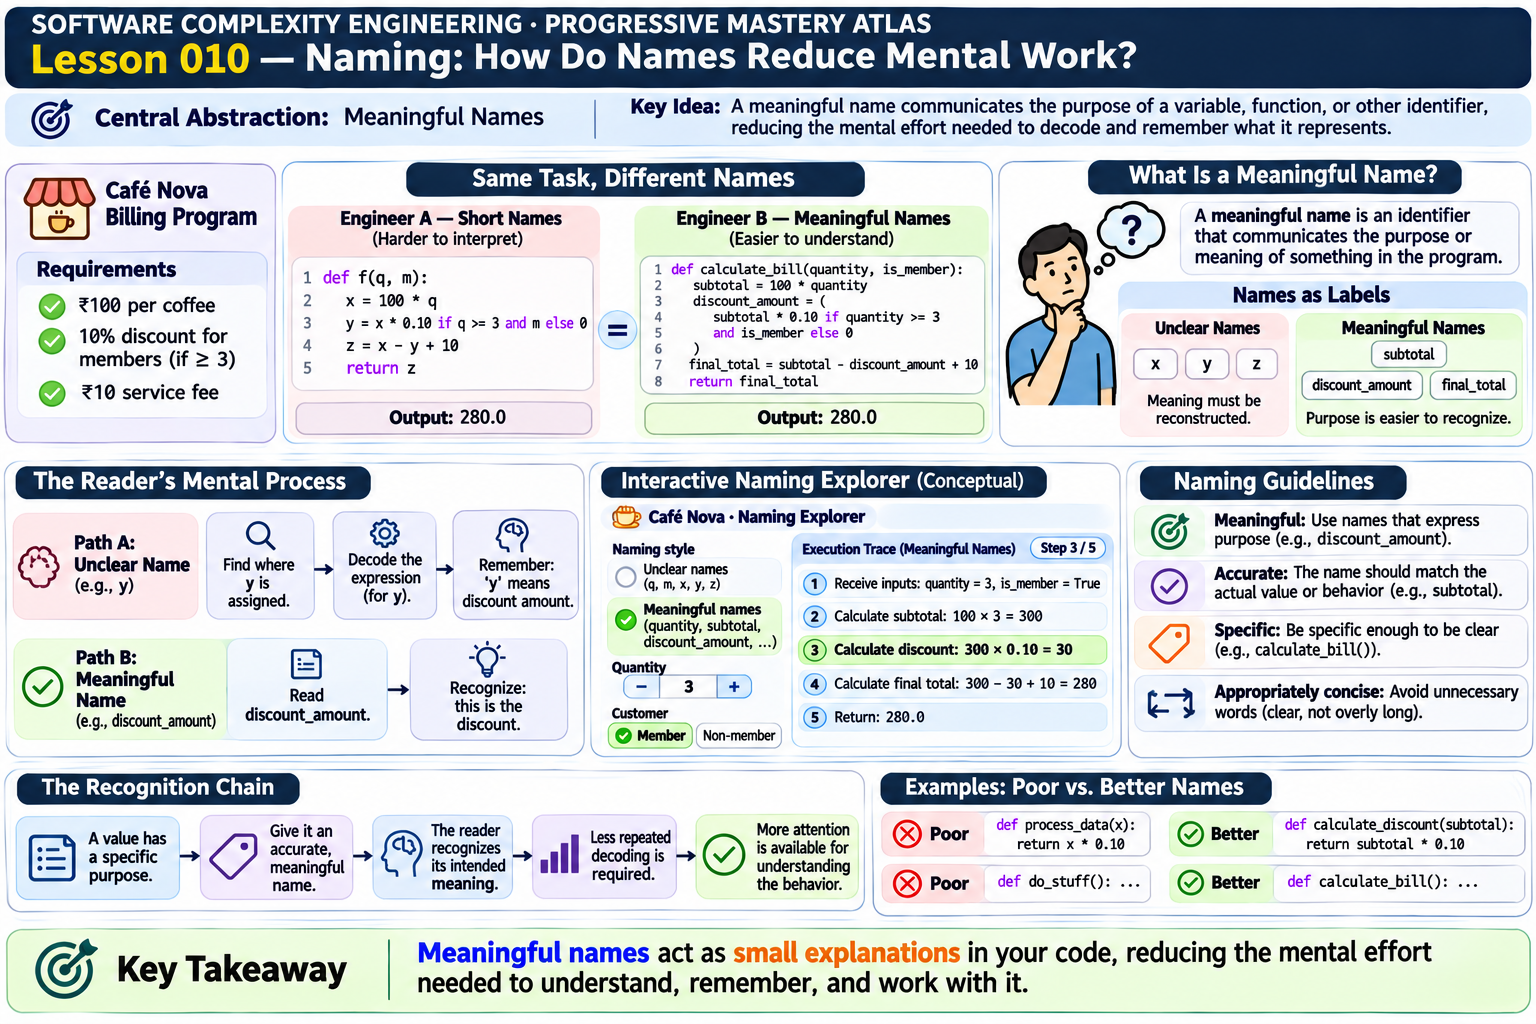 SOFTWARE COMPLEXITY ENGINEERING · PROGRESSIVE MASTERY ATLAS
Lesson 010 — Naming: How Do Names Reduce Mental Work?
Central Abstraction: Meaningful Names
Key Idea: A meaningful name communicates the purpose of a variable, function, or other identifier,
reducing the mental effort needed to decode and remember what it represents.
Café Nova
Billing Program
Requirements
₹100 per coffee
10% discount for
members (if ≥ 3)
₹10 service fee
Same Task, Different Names
Engineer A — Short Names
(Harder to interpret)
1 def f(q, m):
2 x = 100 * q
3 y = x * 0.10 if q >= 3 and m else 0
4 z = x − y + 10
5 return z
Output: 280.0
=
Engineer B — Meaningful Names
(Easier to understand)
1 def calculate_bill(quantity, is_member):
2 subtotal = 100 * quantity
3 discount_amount = (
4 subtotal * 0.10 if quantity >= 3
5 and is_member else 0
6 )
7 final_total = subtotal − discount_amount + 10
8 return final_total
Output: 280.0
What Is a Meaningful Name?
?
A meaningful name is an identifier
that communicates the purpose or
meaning of something in the program.
Names as Labels
Unclear Names
x y z
Meaning must be
reconstructed.
Meaningful Names
subtotal
discount_amount final_total
Purpose is easier to recognize.
The Reader's Mental Process
Path A:
Unclear Name
(e.g., y)
Find where
y is
assigned.
Decode the
expression
(for y).
Remember:
'y' means
discount amount.
Path B:
Meaningful
Name
(e.g., discount_amount)
Read
discount_amount.
Recognize:
this is the
discount.
Interactive Naming Explorer (Conceptual)
Café Nova · Naming Explorer
Naming style
Unclear names
(q, m, x, y, z)
Meaningful names
(quantity, subtotal,
discount_amount, ...)
Quantity
− 3 +
Customer
Member Non-member
Execution Trace (Meaningful Names) Step 3 / 5
1 Receive inputs: quantity = 3, is_member = True
2 Calculate subtotal: 100 × 3 = 300
3 Calculate discount: 300 × 0.10 = 30
4 Calculate final total: 300 − 30 + 10 = 280
5 Return: 280.0
Naming Guidelines
Meaningful: Use names that express
purpose (e.g., discount_amount).
Accurate: The name should match the
actual value or behavior (e.g., subtotal).
Specific: Be specific enough to be clear
(e.g., calculate_bill()).
Appropriately concise: Avoid unnecessary
words (clear, not overly long).
The Recognition Chain
A value has
a specific
purpose.
Give it an
accurate,
meaningful
name.
The reader
recognizes
its intended
meaning.
Less repeated
decoding is
required.
More attention
is available for
understanding
the behavior.
Examples: Poor vs. Better Names
Poor
def process_data(x):
return x * 0.10
Better
def calculate_discount(subtotal):
return subtotal * 0.10
Poor
def do_stuff(): ...
Better
def calculate_bill(): ...
Key Takeaway
Meaningful names act as small explanations in your code, reducing the mental effort
needed to understand, remember, and work with it.